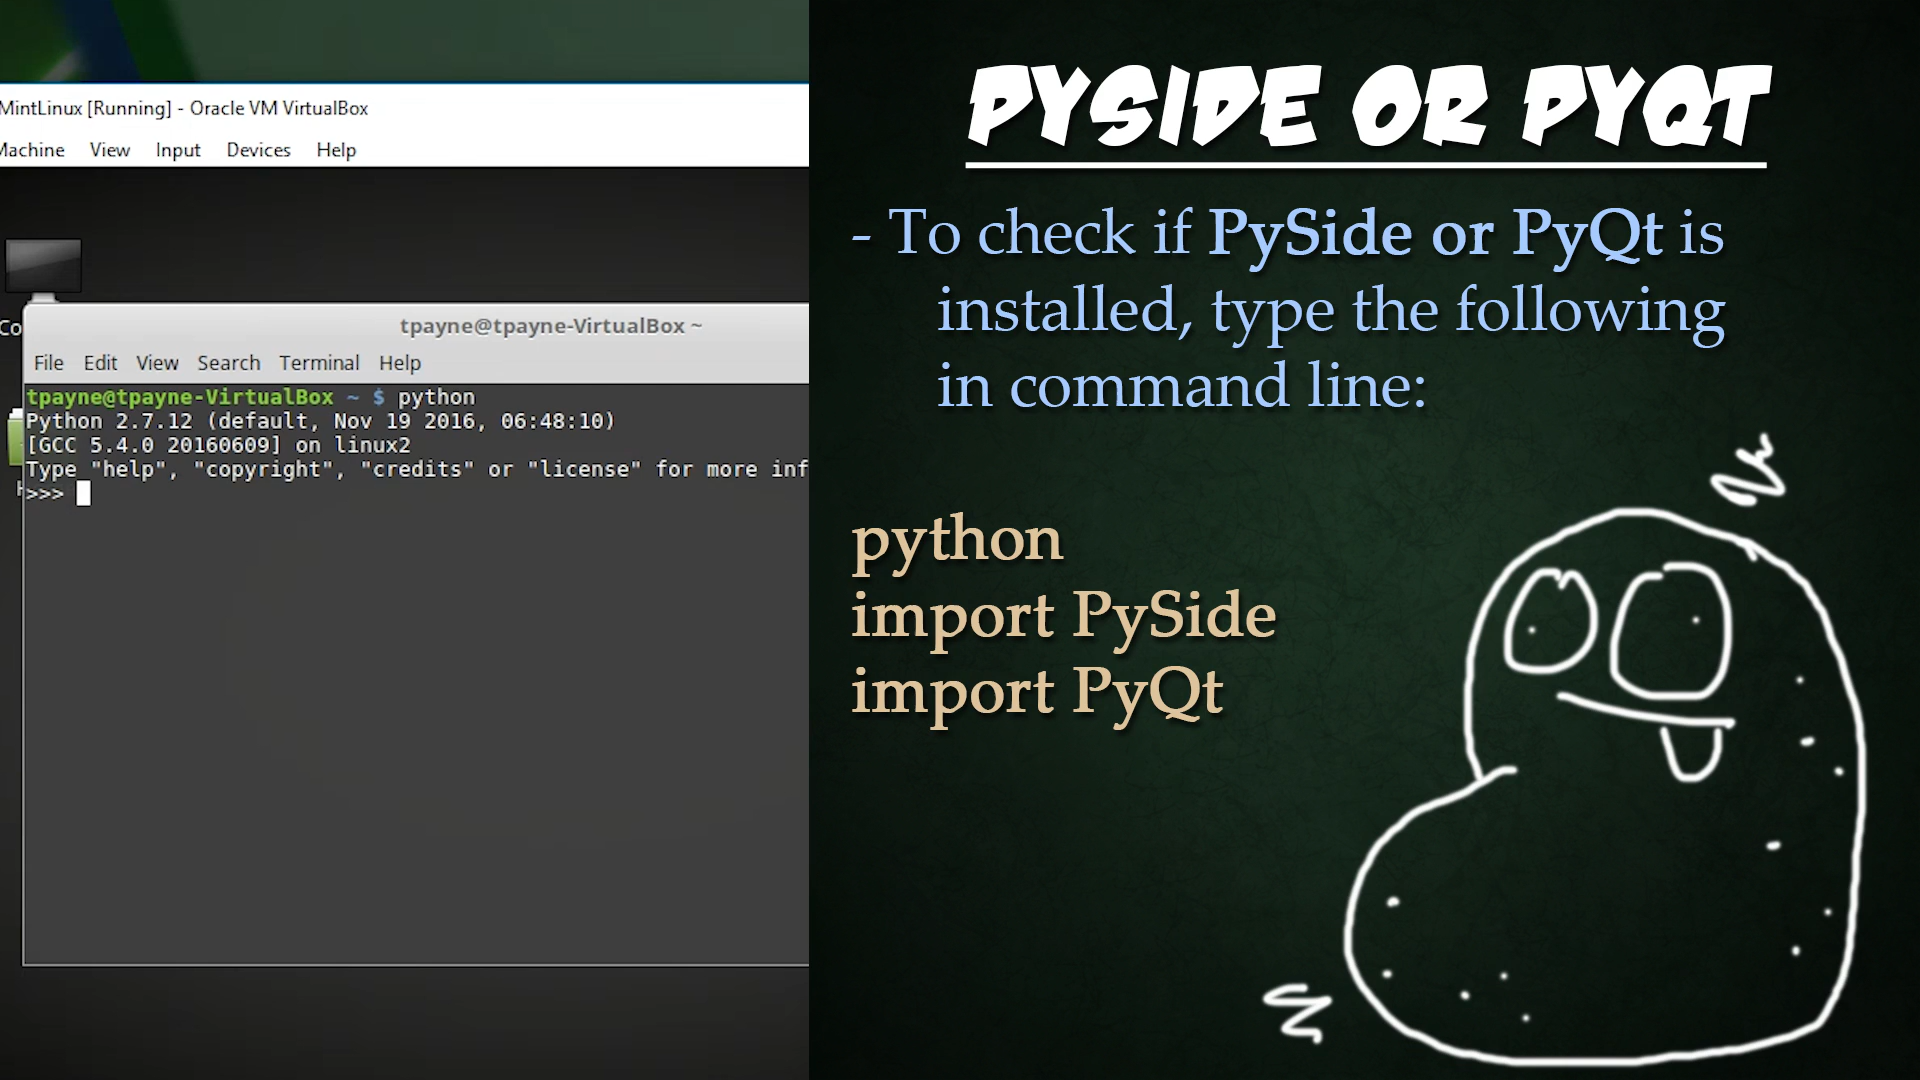 MintLinux [Running] - Oracle VM VirtualBox
Machine View Input Devices Help
Co
tpayne@tpayne-VirtualBox ~
File Edit View Search Terminal Help
tpayne@tpayne-VirtualBox ~ $ python
Python 2.7.12 (default, Nov 19 2016, 06:48:10)
[GCC 5.4.0 20160609] on linux2
Type "help", "copyright", "credits" or "license" for more inf
>>>
PYSIDE OR PYQT
- To check if PySide or PyQt is
installed, type the following
in command line:
python
import PySide
import PyQt